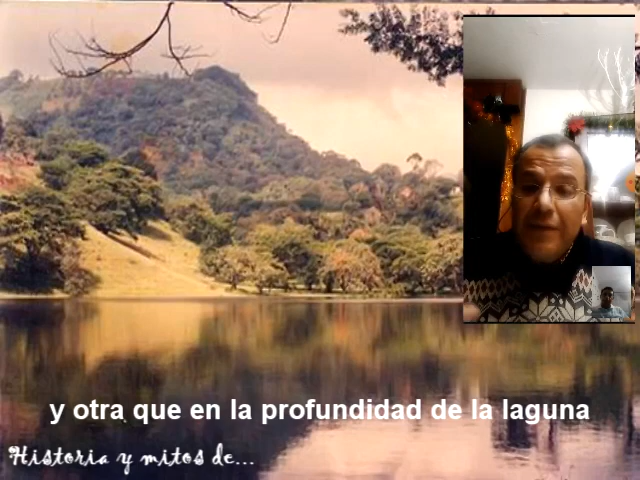 y otra que en la profundidad de la laguna
Historia y mitos de...